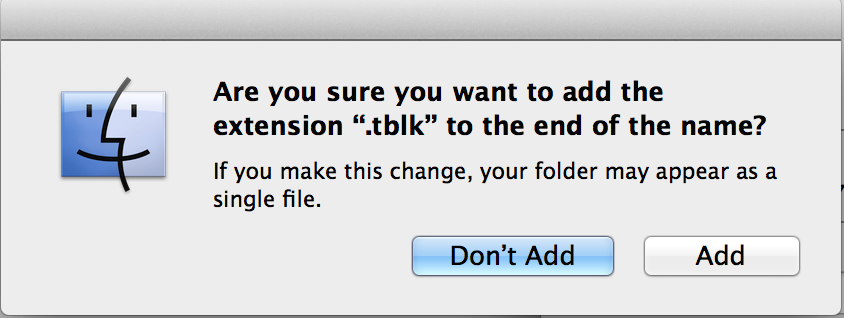 Are you sure you want to add the
extension “.tblk” to the end of the name?
If you make this change, your folder may appear as a
single file.
Don’t Add
Add